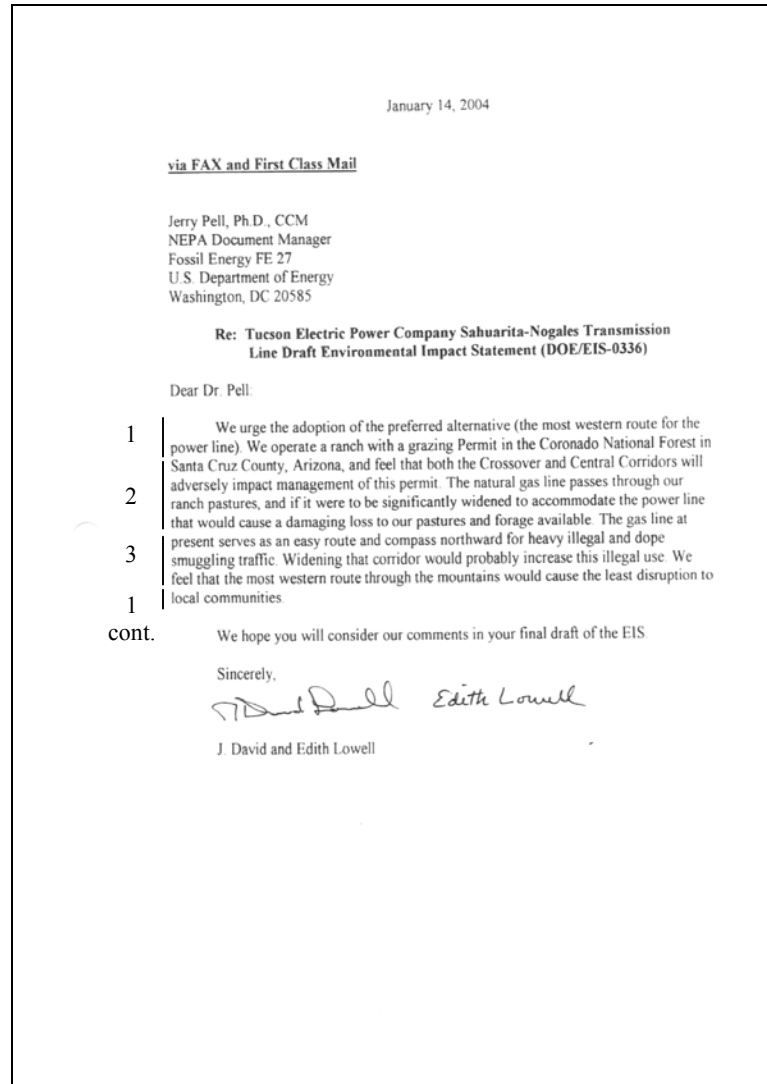 January 14, 2004
via FAX and First Class Mail
Jerry Pell, Ph.D., CCM
NEPA Document Manager
Fossil Energy FE 27
U.S. Department of Energy
Washington, DC 20585
Re: Tucson Electric Power Company Sahuarita-Nogales Transmission
Line Draft Environmental Impact Statement (DOE/EIS-0336)
Dear Dr. Pell:
1 We urge the adoption of the preferred alternative (the most western route for the
power line). We operate a ranch with a grazing Permit in the Coronado National Forest in
Santa Cruz County, Arizona, and feel that both the Crossover and Central Corridors will
adversely impact management of this permit. The natural gas line passes through our
2 ranch pastures, and if it were to be significantly widened to accommodate the power line
that would cause a damaging loss to our pastures and forage available. The gas line at
present serves as an easy route and compass northward for heavy illegal and dope
3 smuggling traffic. Widening that corridor would probably increase this illegal use. We
feel that the most western route through the mountains would cause the least disruption to
1 local communities.
cont. We hope you will consider our comments in your final draft of the EIS.
Sincerely,
J David Lowell Edith Lowell
J. David and Edith Lowell